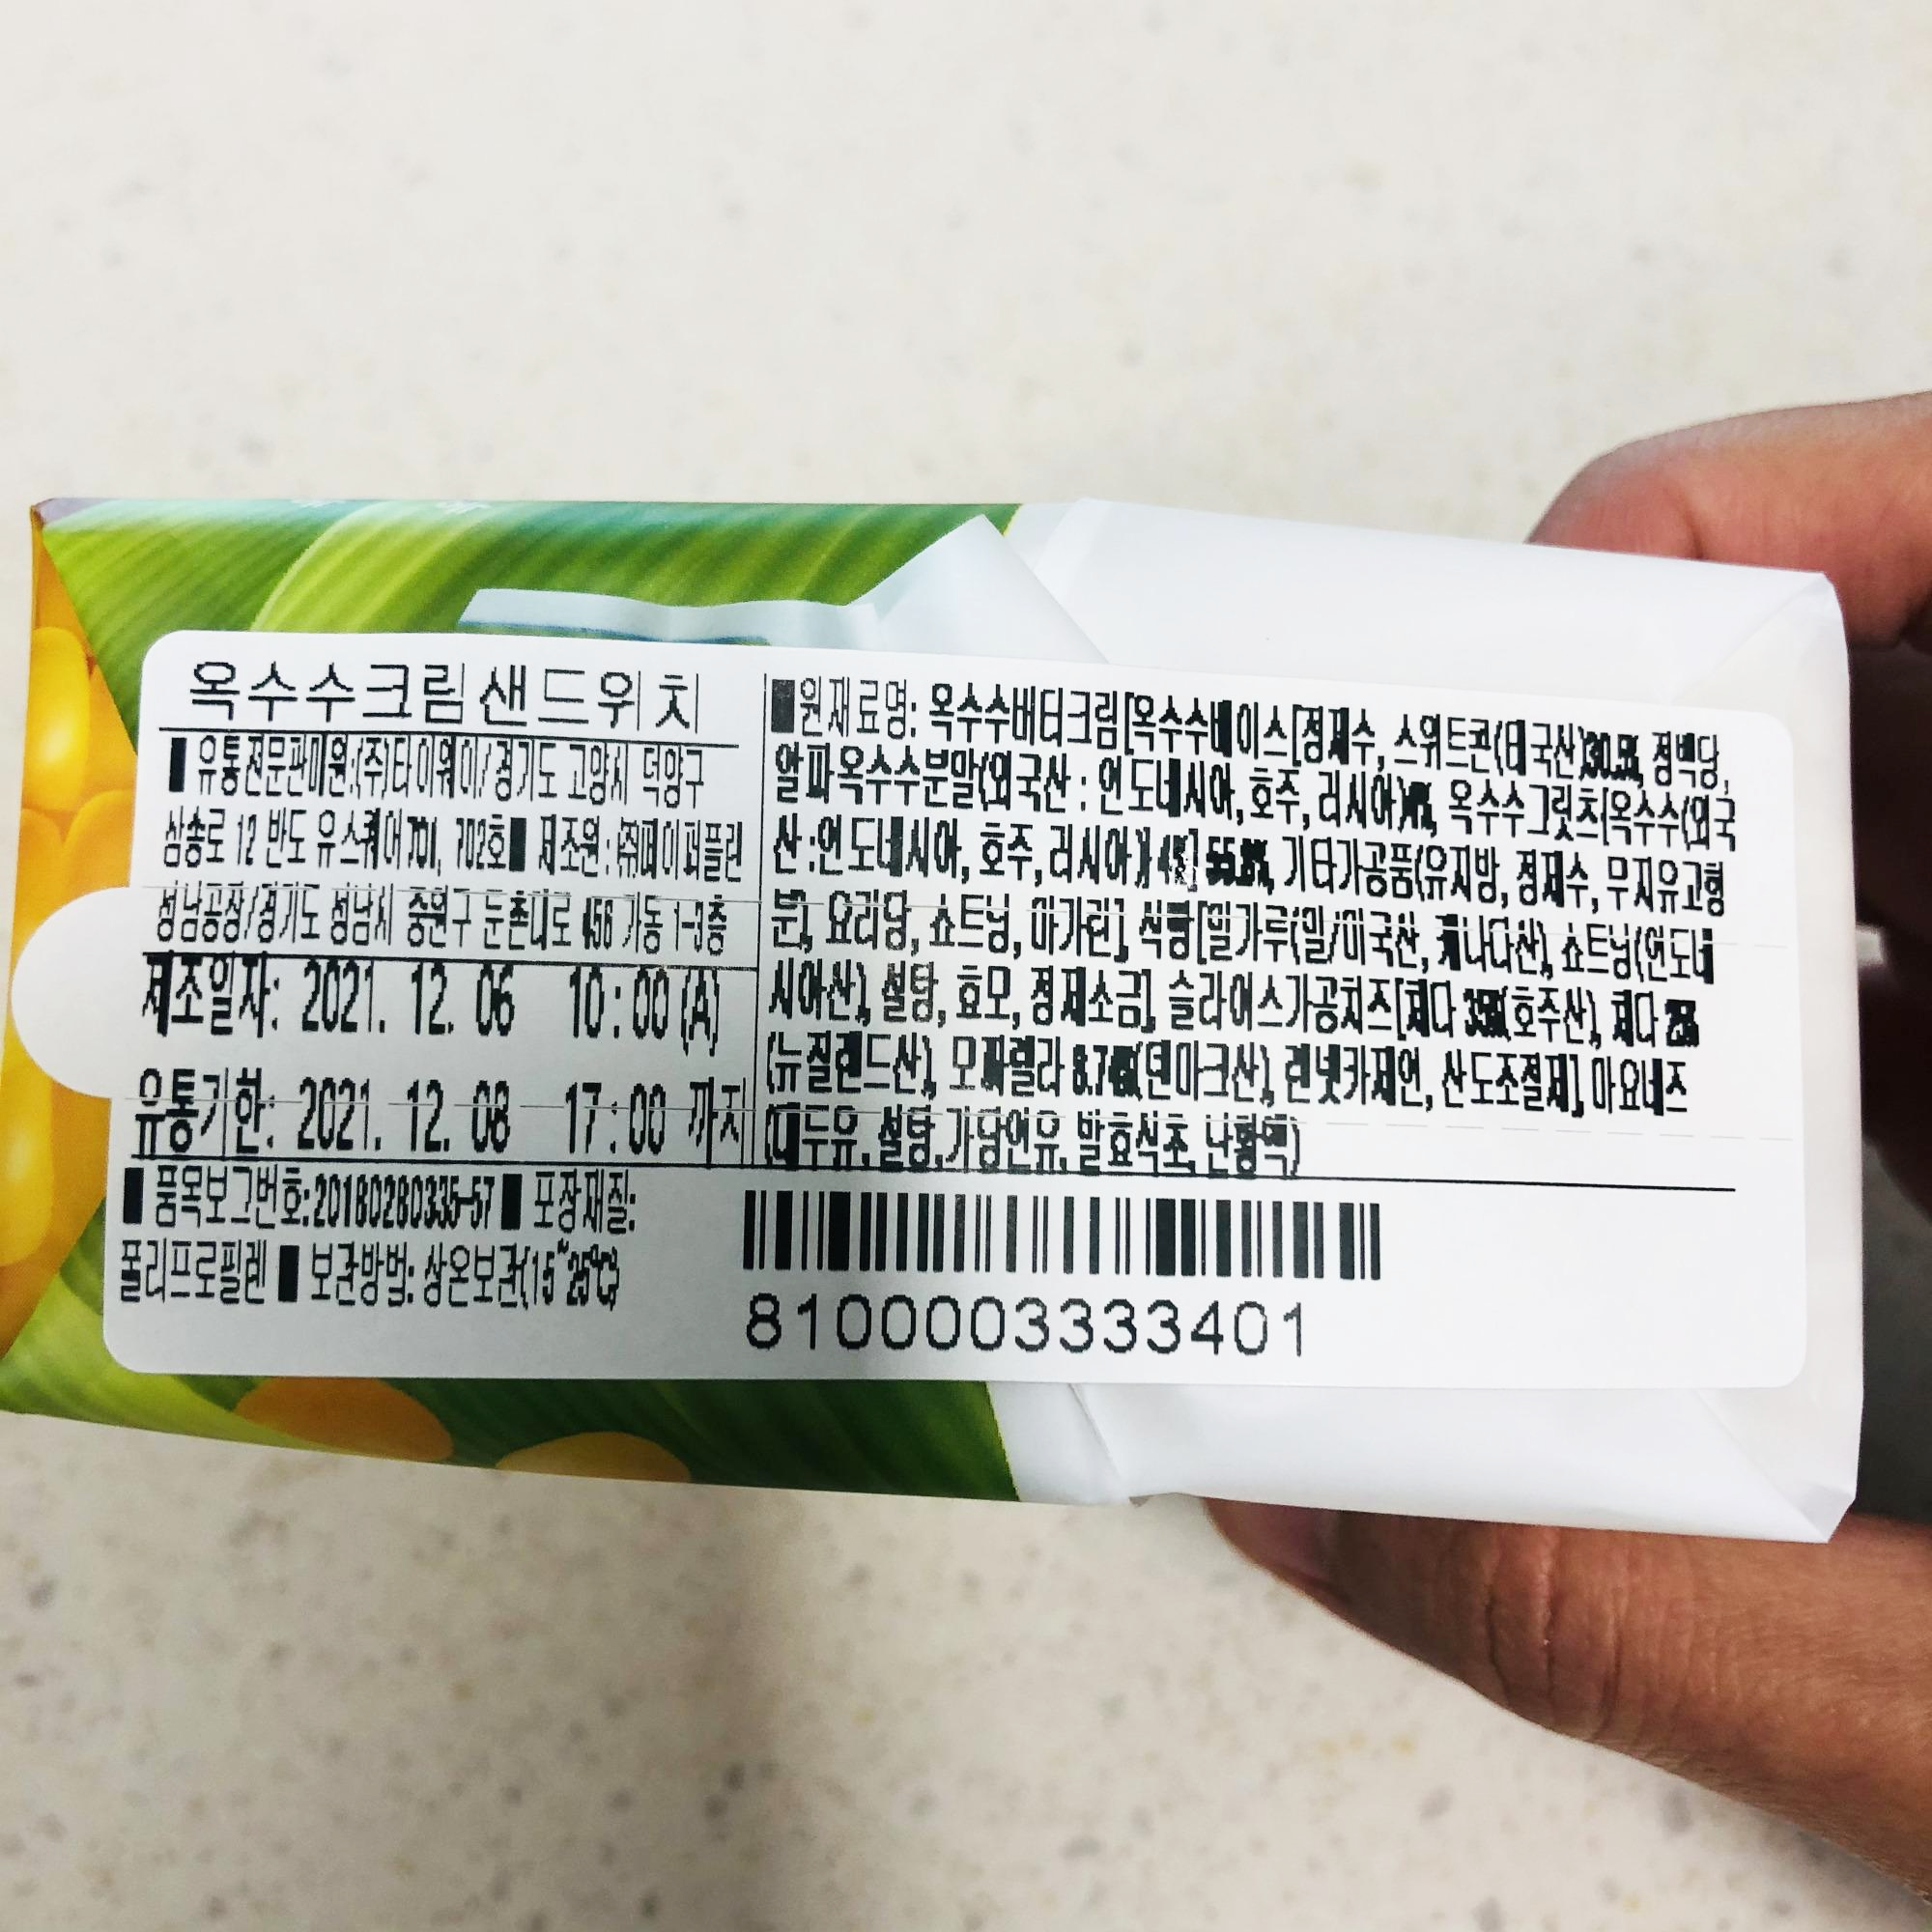 옥수수크림샌드위치
■유통전문판매원:(주)타이웨이/경기도 고양시 덕양구
삼송로 12 반도 유스퀘어 701, 702호■ 제조원:㈜데이퍼플린
성남공장/경기도 성남시 중원구 둔촌대로 456 가동 1-3층
제조일자: 2021. 12. 06 10:00(A)
유통기한: 2021. 12. 08 17:00 까지
■품목보고번호:20180280335-57■ 포장재질:
폴리프로필렌■ 보관방법: 상온보관(15~25℃)
■원재료명: 옥수수버터크림[옥수수베이스[정제수, 스위트콘(태국산)30.5%, 정백당,
알파옥수수분말(외국산 : 인도네시아, 호주, 러시아) 옥수수그릿츠[옥수수(외국
산:인도네시아, 호주, 러시아)] 55.8%, 기타가공품(유지방, 정제수, 무지유고형
분], 요리당, 쇼트닝, 마가린], 식빵[밀가루(밀/미국산, 캐나다산), 쇼트닝(인도네
시아산), 설탕, 효모, 정제소금], 슬라이스가공치즈[체다 (호주산), 체다
(뉴질랜드산), 모짜렐라 8.74%(덴마크산), 렌넷카제인, 산도조절제], 마요네즈
(대두유,설탕,가당연유,발효식초,난황액)
8100003333401